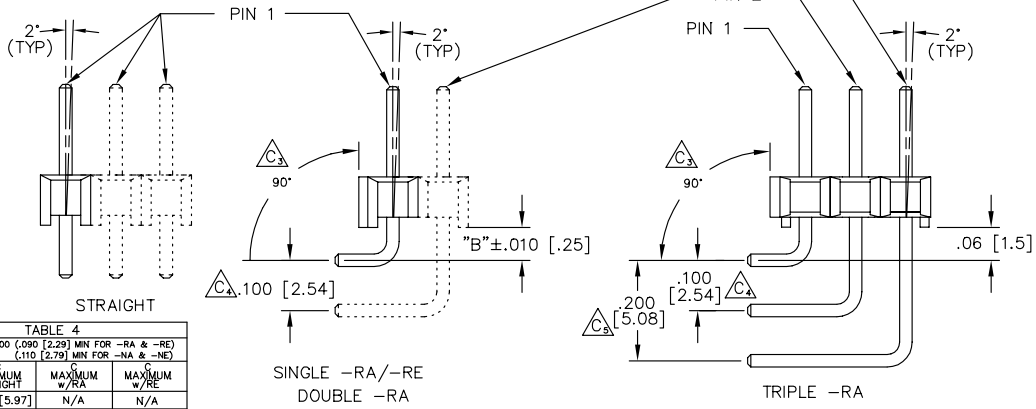 PIN 1
2°
(TYP)
2°
(TYP)
PIN 1
2°
(TYP)
C3
90°
"B"±.010 [.25]
C4 .100 [2.54]
C3
90°
.06 [1.5]
.100
[2.54] C4
.200
C5 [5.08]
STRAIGHT
SINGLE -RA/-RE
DOUBLE -RA
TRIPLE -RA
TABLE 4
00 (.090 [2.29] MIN FOR -RA & -RE)
(.110 [2.79] MIN FOR -NA & -NE)
C
MAXIMUM
w/RA
C
MAXIMUM
w/RE
[5.97]
N/A
N/A